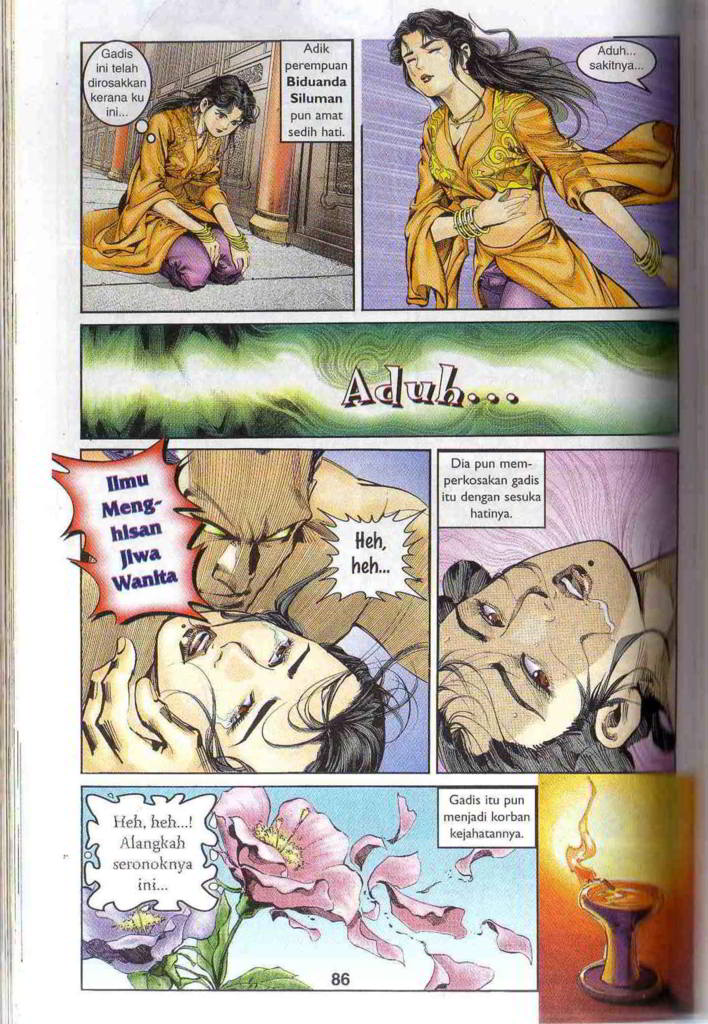 Gadis
ini telah
dirosakkan
kerana ku
ini...
Adik
perempuan
Biduanda
Siluman
pun amat
sedih hati.
Aduh...
sakitnya...
Aduh...
Ilmu
Meng-
hisan
Jiwa
Wanita
Heh,
heh...
Dia pun mem-
perkosakan gadis
itu dengan sesuka
hatinya.
Heh, heh...!
Alangkah
seronoknya
ini...
Gadis itu pun
menjadi korban
kejahatannya.
86